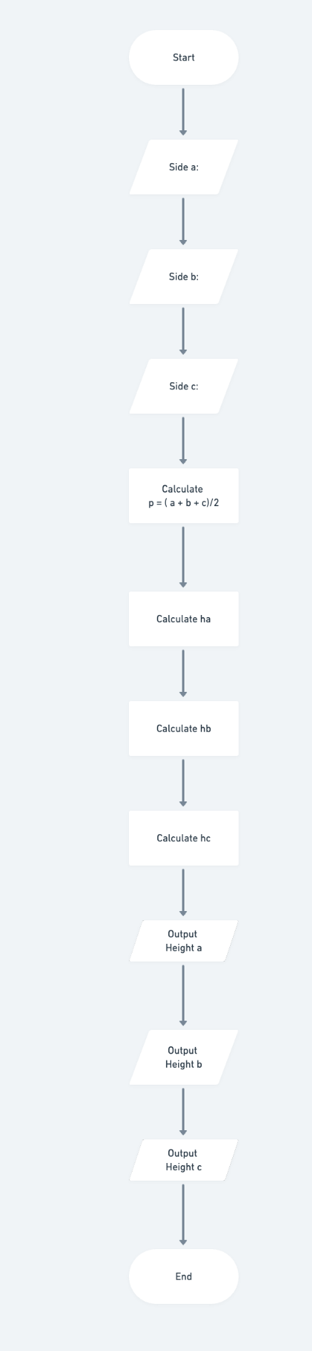 Start
Side a:
Side b:
Side c:
Calculate
p = ( a + b + c)/2
Calculate ha
Calculate hb
Calculate hc
Output
Height a
Output
Height b
Output
Height c
End